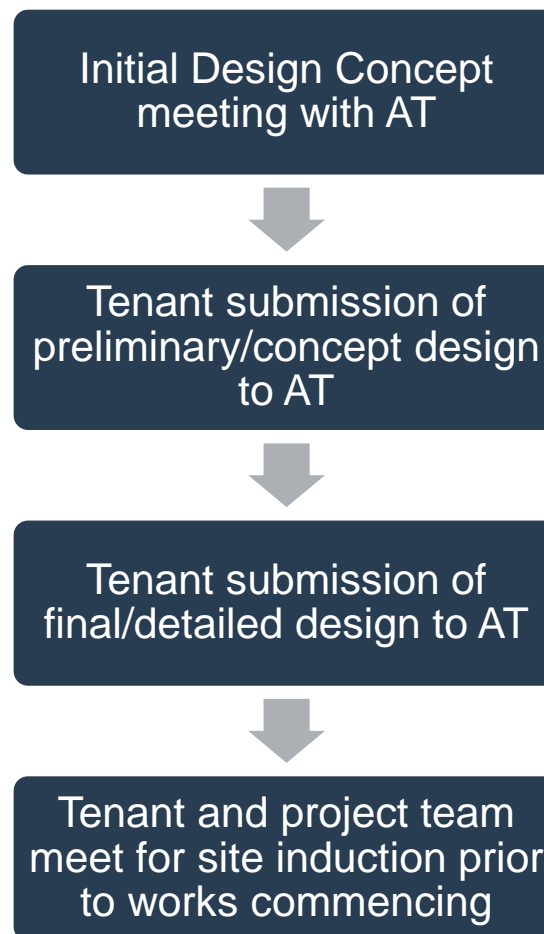 Initial Design Concept
meeting with AT
Tenant submission of
preliminary/concept design
to AT
Tenant submission of
final/detailed design to AT
Tenant and project team
meet for site induction prior
to works commencing